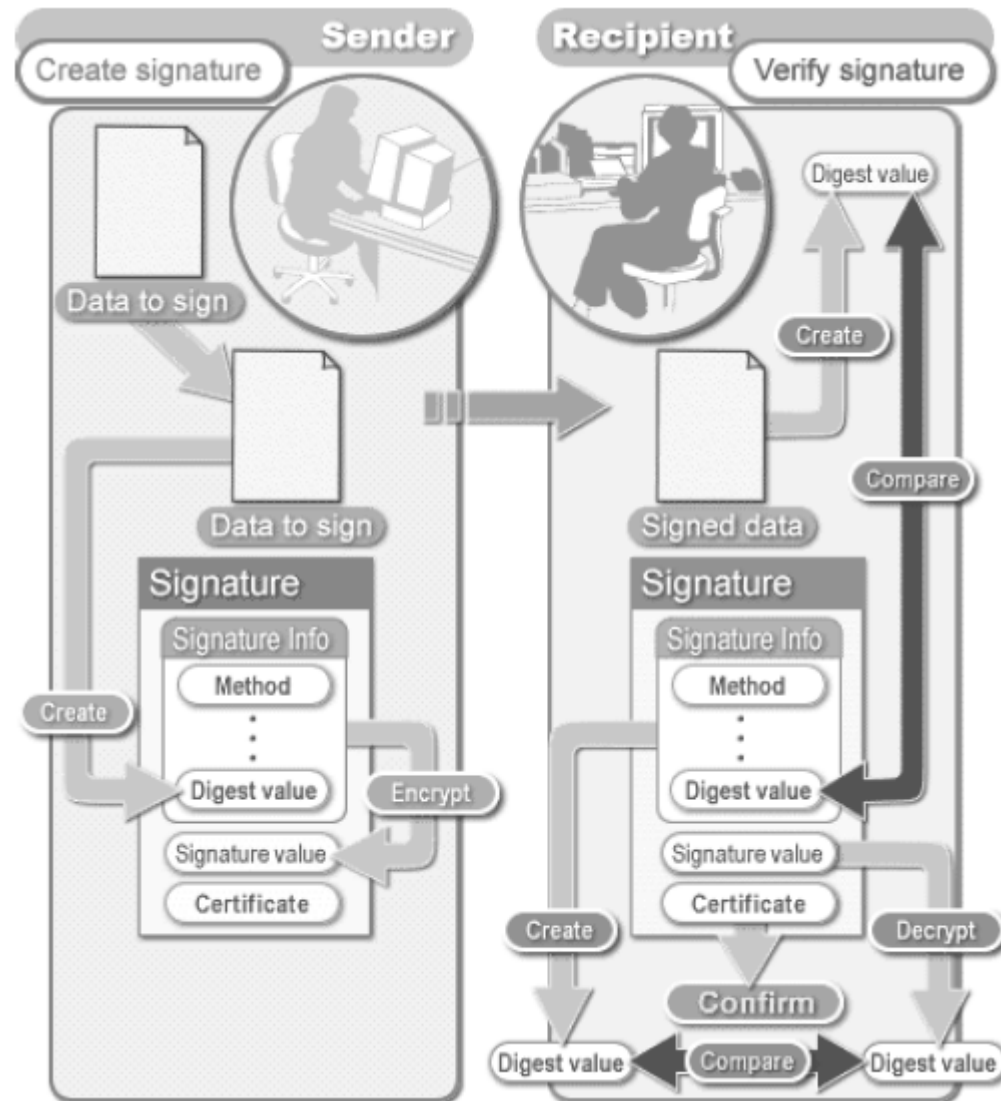 Sender
Create signature
Data to sign
Data to sign
Signature
Signature Info
Method
Create
Digest value
Encrypt
Signature value
Certificate
Recipient
Verify signature
Digest value
Create
Compare
Signed data
Signature
Signature Info
Method
Digest value
Signature value
Certificate
Create
Decrypt
Confirm
Digest value
Compare
Digest value